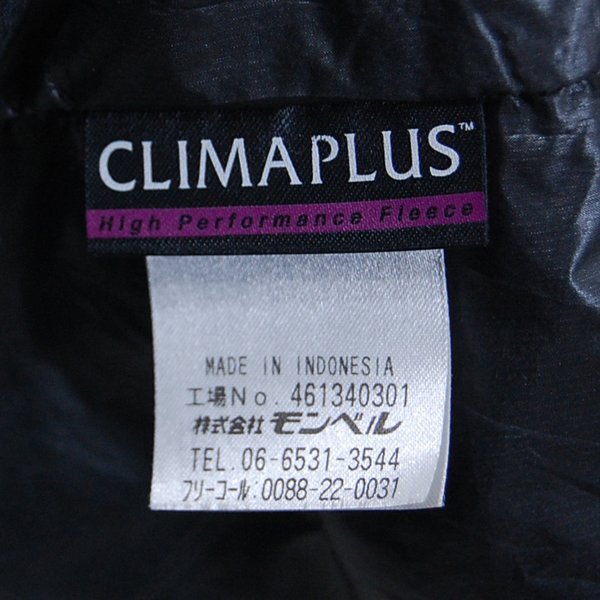 CLIMAPLUS™
High Performance Fleece
MADE IN INDONESIA
工場No. 461340301
株式会社 モンベル
TEL. 06-6531-3544
フリーコール:0088-22-0031